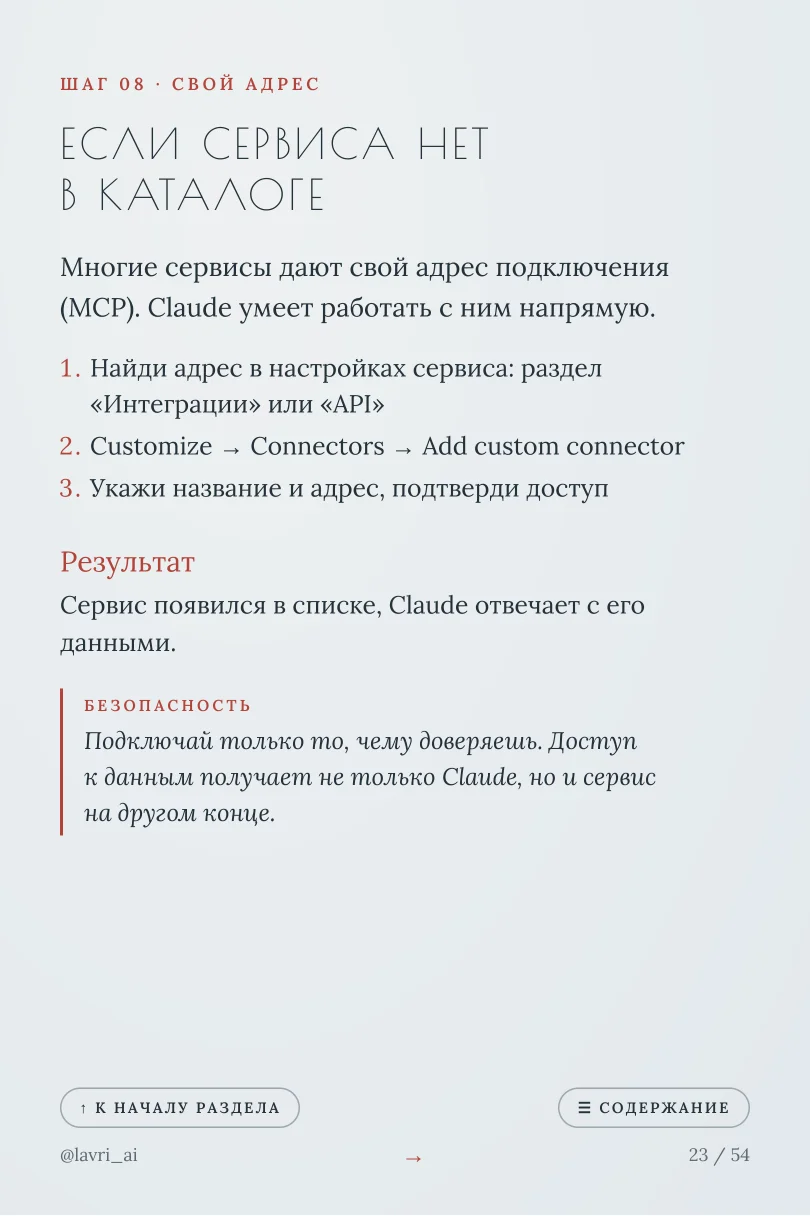 ШАГ 08 · СВОЙ АДРЕС
ЕСЛИ СЕРВИСА НЕТ
В КАТАЛОГЕ
Многие сервисы дают свой адрес подключения
(MCP). Claude умеет работать с ним напрямую.
1. Найди адрес в настройках сервиса: раздел
«Интеграции» или «API»
2. Customize → Connectors → Add custom connector
3. Укажи название и адрес, подтверди доступ
Результат
Сервис появился в списке, Claude отвечает с его
данными.
БЕЗОПАСНОСТЬ
Подключай только то, чему доверяешь. Доступ
к данным получает не только Claude, но и сервис
на другом конце.
↑ К НАЧАЛУ РАЗДЕЛА
☰ СОДЕРЖАНИЕ
@lavri_ai
→
23 / 54